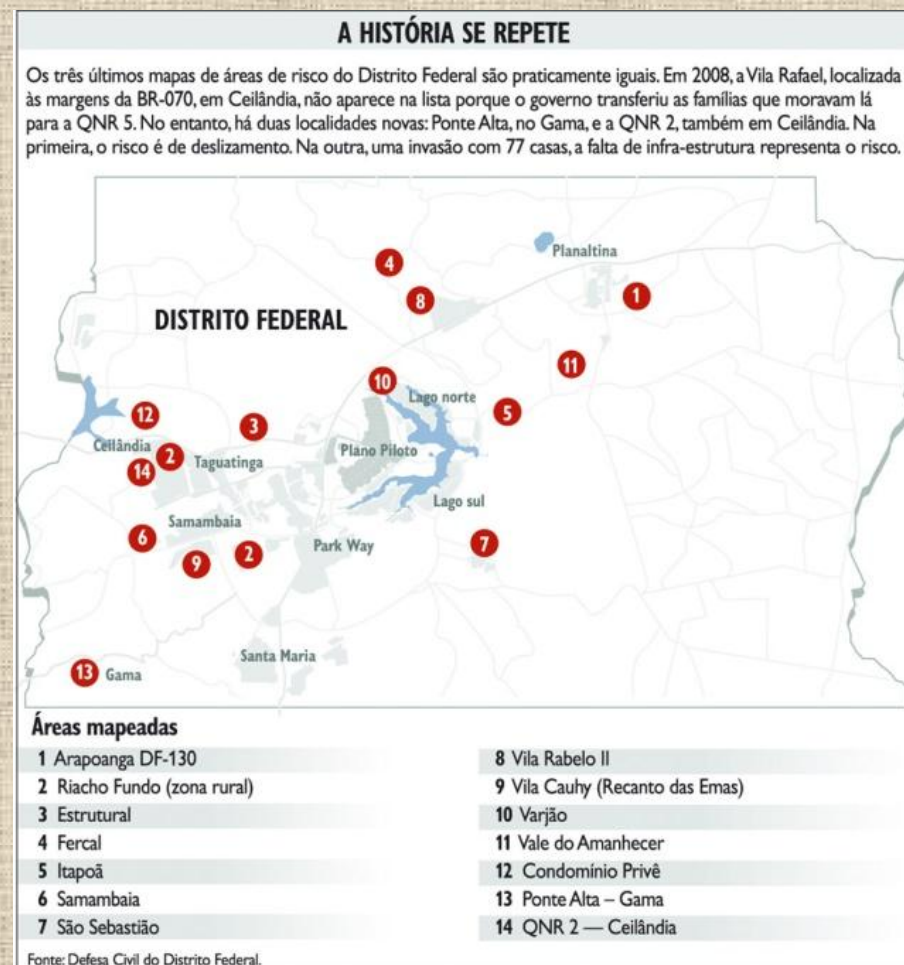 A HISTÓRIA SE REPETE
Os três últimos mapas de áreas de risco do Distrito Federal são praticamente iguais. Em 2008, a Vila Rafael, localizada
às margens da BR-070, em Ceilândia, não aparece na lista porque o governo transferiu as famílias que moravam lá
para a QNR 5. No entanto, há duas localidades novas: Ponte Alta, no Gama, e a QNR 2, também em Ceilândia. Na
primeira, o risco é de deslizamento. Na outra, uma invasão com 77 casas, a falta de infra-estrutura representa o risco.
Planaltina
4
8
1
DISTRITO FEDERAL
11
10
Lago norte
5
12
3
Ceilândia
2
Taguatinga
Plano Piloto
14
Lago sul
Samambaia
6
Park Way
7
9
2
Santa Maria
13 Gama
Áreas mapeadas
1 Arapoanga DF-130
2 Riacho Fundo (zona rural)
3 Estrutural
4 Fercal
5 Itapoã
6 Samambaia
7 São Sebastião
8 Vila Rabelo II
9 Vila Cauhy (Recanto das Emas)
10 Varjão
11 Vale do Amanhecer
12 Condomínio Privê
13 Ponte Alta – Gama
14 QNR 2 — Ceilândia
Fonte: Defesa Civil do Distrito Federal.